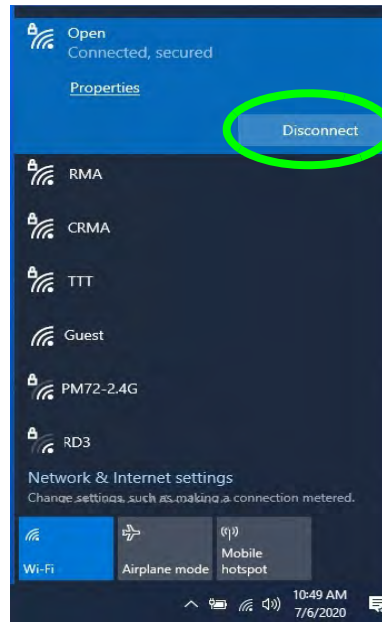 Open
Connected, secured
Properties
Disconnect
RMA
CRMA
TTT
Guest
PM72-2.4G
RD3
Network & Internet settings
Change settings, such as making a connection metered.
Wi-Fi
Airplane mode
Mobile
hotspot
10:49 AM
7/6/2020